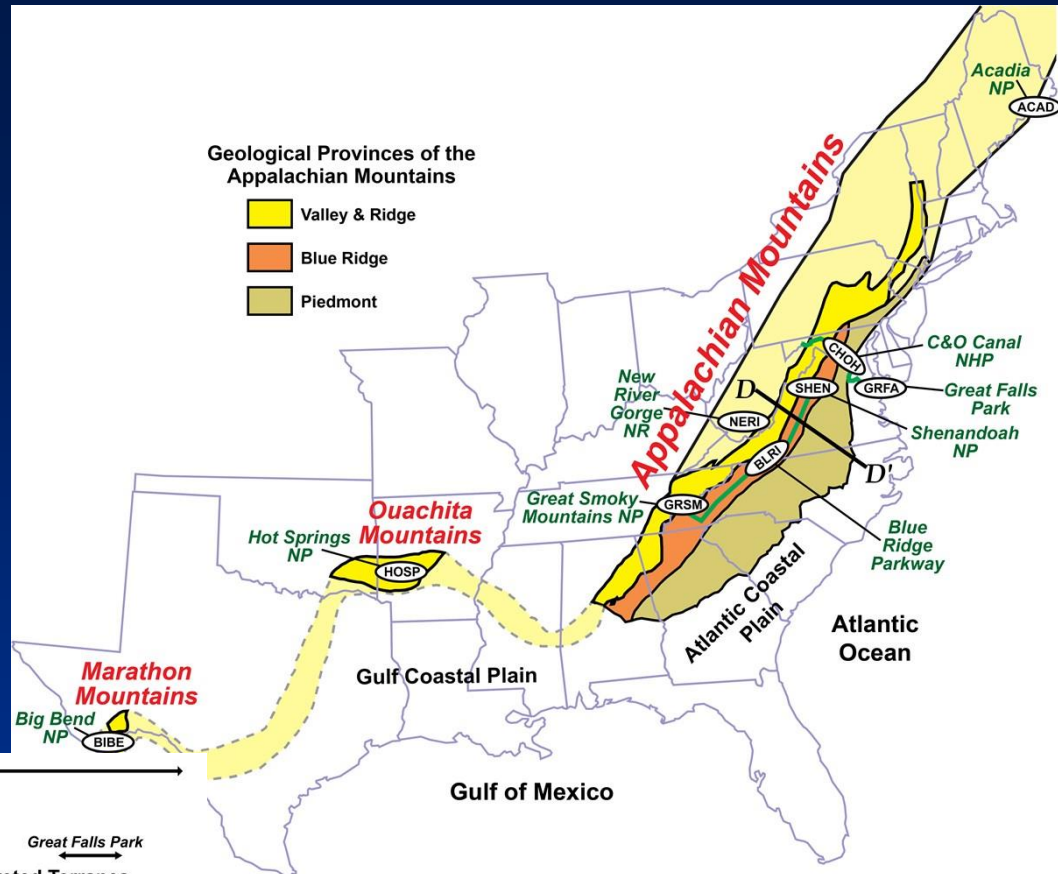 Geological Provinces of the
Appalachian Mountains
Valley & Ridge
Blue Ridge
Piedmont
Appalachian Mountains
Acadia
NP
ACAD
C&O Canal
NHP
CHOH
GRFA
Great Falls
Park
SHEN
Shenandoah
NP
New
River
Gorge
NR
NERI
D
D'
BLRI
Blue
Ridge
Parkway
Great Smoky
Mountains NP
GRSM
Ouachita
Mountains
Hot Springs
NP
HOSP
Atlantic Coastal
Plain
Atlantic
Ocean
Gulf Coastal Plain
Marathon
Mountains
Big Bend
NP
BIBE
Gulf of Mexico
Great Falls Park